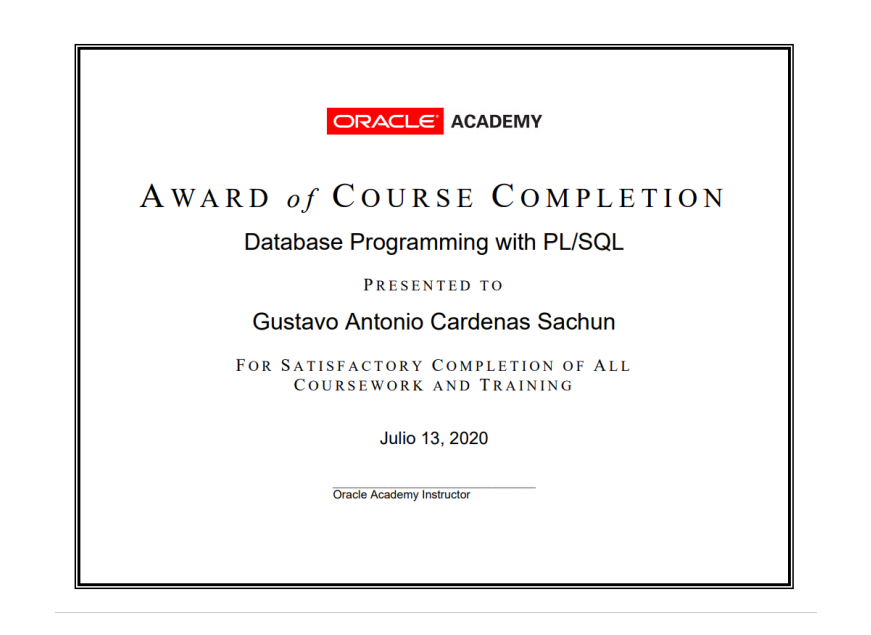 ORACLE ACADEMY
AWARD of COURSE COMPLETION
Database Programming with PL/SQL
PRESENTED TO
Gustavo Antonio Cardenas Sachun
FOR SATISFACTORY COMPLETION OF ALL
COURSEWORK AND TRAINING
Julio 13, 2020
Oracle Academy Instructor